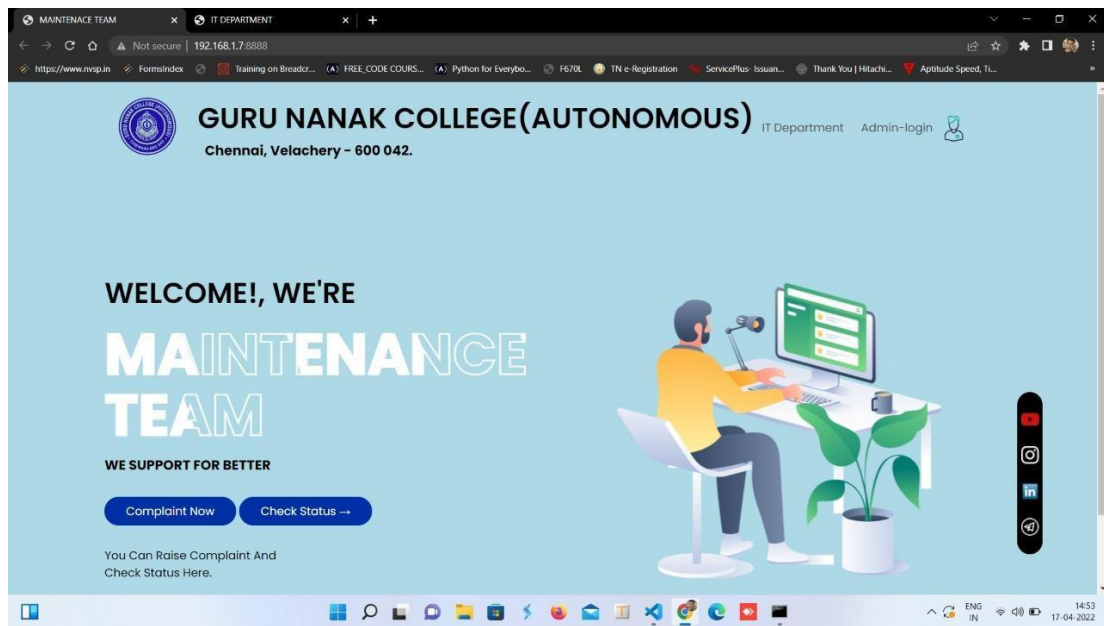 MAINTENACE TEAM
IT DEPARTMENT
Not secure | 192.168.1.7:8888
https://www.nvsp.in FormsIndex Training on Breadcr... FREE_CODE COURS... Python for Everybo... F670L TN e-Registration ServicePlus- Issuan... Thank You | Hitachi... Aptitude Speed, Ti... »
GURU NANAK COLLEGE(AUTONOMOUS)
IT Department Admin-login
Chennai, Velachery - 600 042.
WELCOME!, WE'RE
MAINTENANCE
TEAM
WE SUPPORT FOR BETTER
Complaint Now Check Status →
You Can Raise Complaint And
Check Status Here.
in
ENG
IN
14:53
17-04-2022